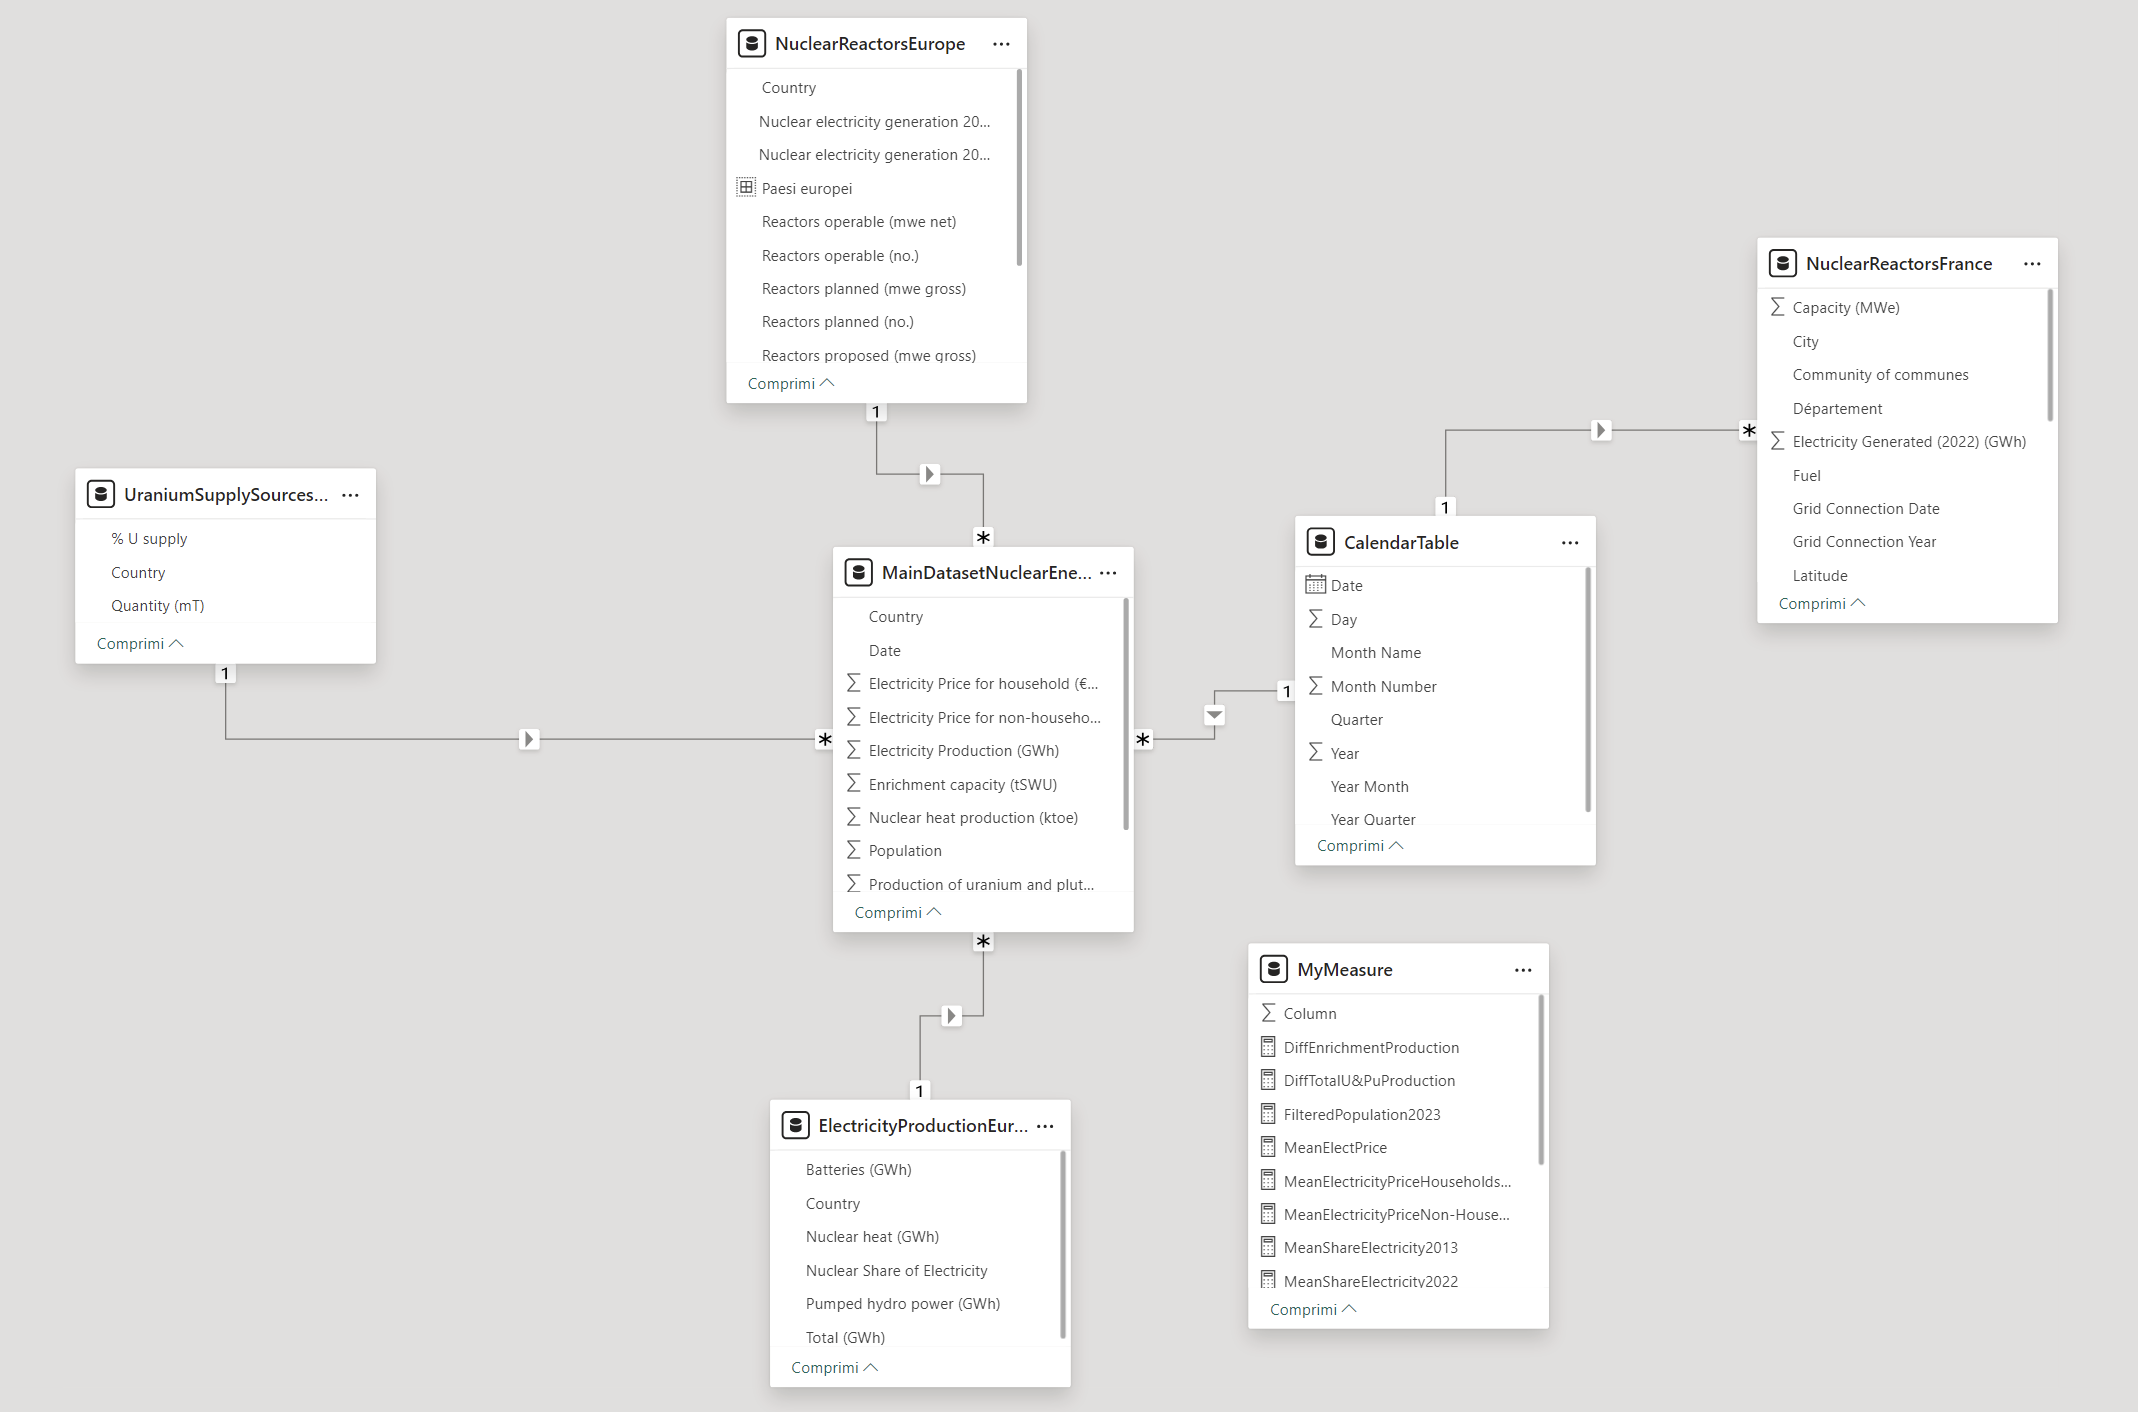 NuclearReactorsEurope
Country
Nuclear electricity generation 20...
Nuclear electricity generation 20...
Paesi europei
Reactors operable (mwe net)
Reactors operable (no.)
Reactors planned (mwe gross)
Reactors planned (no.)
Reactors proposed (mwe gross)
Comprimi
1
*
NuclearReactorsFrance
Capacity (MWe)
City
Community of communes
Département
Electricity Generated (2022) (GWh)
Fuel
Grid Connection Date
Grid Connection Year
Latitude
Comprimi
*
1
UraniumSupplySources...
% U supply
Country
Quantity (mT)
Comprimi
1
*
MainDatasetNuclearEne...
Country
Date
Electricity Price for household (€...
Electricity Price for non-househo...
Electricity Production (GWh)
Enrichment capacity (tSWU)
Nuclear heat production (ktoe)
Population
Production of uranium and plut...
Comprimi
*
1
*
CalendarTable
Date
Day
Month Name
Month Number
Quarter
Year
Year Month
Year Quarter
Comprimi
MyMeasure
Column
DiffEnrichmentProduction
DiffTotalU&PuProduction
FilteredPopulation2023
MeanElectPrice
MeanElectricityPriceHouseholds...
MeanElectricityPriceNon-House...
MeanShareElectricity2013
MeanShareElectricity2022
Comprimi
1
ElectricityProductionEur...
Batteries (GWh)
Country
Nuclear heat (GWh)
Nuclear Share of Electricity
Pumped hydro power (GWh)
Total (GWh)
Comprimi